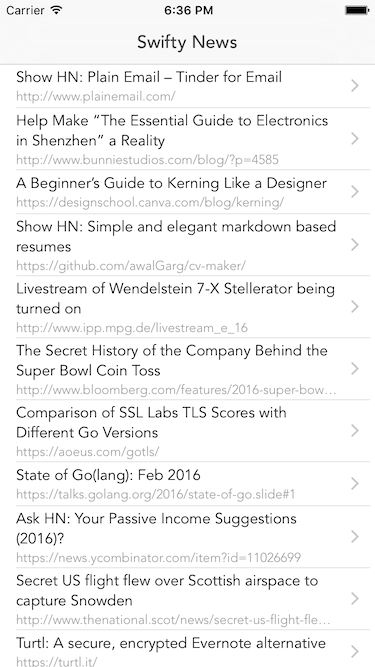 Carrier 6:36 PM
Swifty News
Show HN: Plain Email – Tinder for Email
http://www.plainemail.com/
Help Make “The Essential Guide to Electronics
in Shenzhen” a Reality
http://www.bunniestudios.com/blog/?p=4585
A Beginner’s Guide to Kerning Like a Designer
https://designschool.canva.com/blog/kerning/
Show HN: Simple and elegant markdown based
resumes
https://github.com/awalGarg/cv-maker/
Livestream of Wendelstein 7-X Stellerator being
turned on
http://www.ipp.mpg.de/livestream_e_16
The Secret History of the Company Behind the
Super Bowl Coin Toss
http://www.bloomberg.com/features/2016-super-bow…
Comparison of SSL Labs TLS Scores with
Different Go Versions
https://aoeus.com/gotls/
State of Go(lang): Feb 2016
https://talks.golang.org/2016/state-of-go.slide#1
Ask HN: Your Passive Income Suggestions
(2016)?
https://news.ycombinator.com/item?id=11026699
Secret US flight flew over Scottish airspace to
capture Snowden
http://www.thenational.scot/news/secret-us-flight-fle…
Turtl: A secure, encrypted Evernote alternative
https://turtl.it/